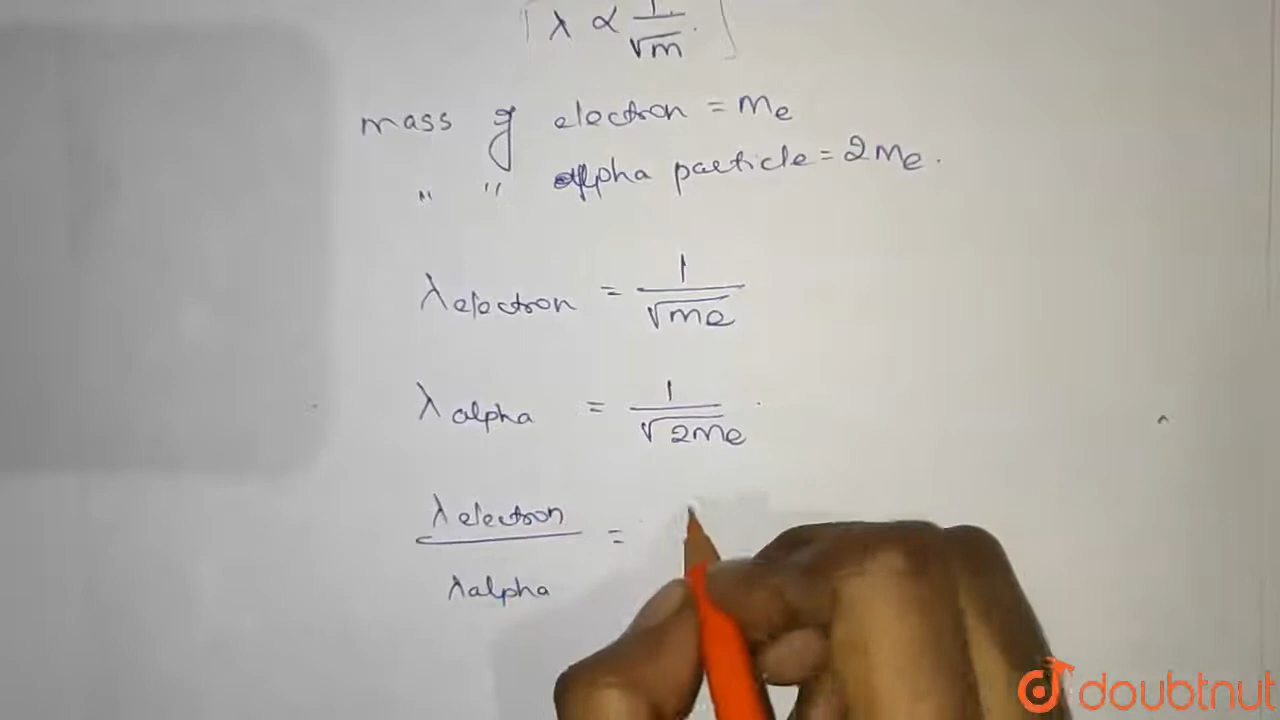 λ ∝ 1/√m
mass of electron = me
" " alpha particle = 2me.
λelectron = 1/√me
λalpha = 1/√2me
λelectron/λalpha =
doubtnut